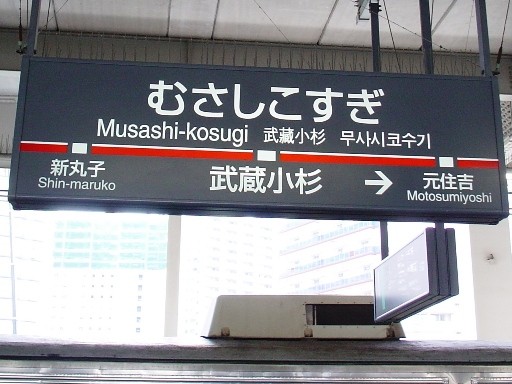 むさしこすぎ
Musashi-kosugi 武蔵小杉 무사시코수기
新丸子 武蔵小杉 → 元住吉
Shin-maruko Motosumiyoshi